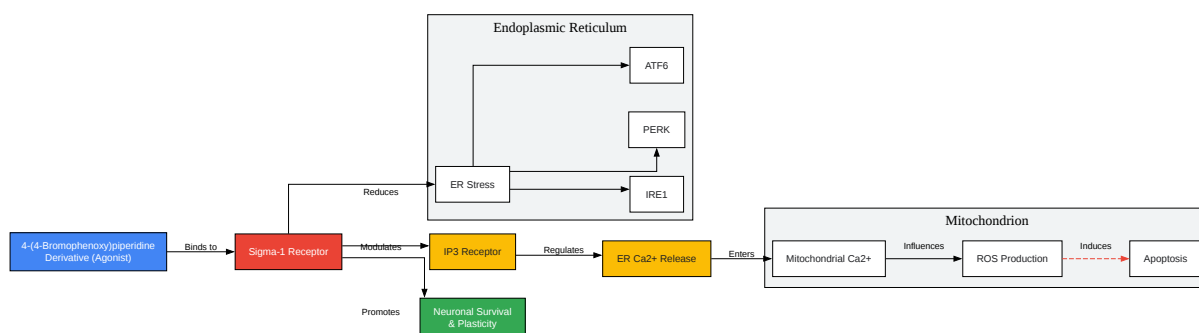 Endoplasmic Reticulum
ATF6
PERK
ER Stress
IRE1
Reduces
Mitochondrion
4-(4-Bromophenoxy)piperidine
Derivative (Agonist)
Binds to
Sigma-1 Receptor
Modulates
IP3 Receptor
Regulates
ER Ca2+ Release
Enters
Mitochondrial Ca2+
Influences
ROS Production
Induces
Apoptosis
Promotes
Neuronal Survival
& Plasticity